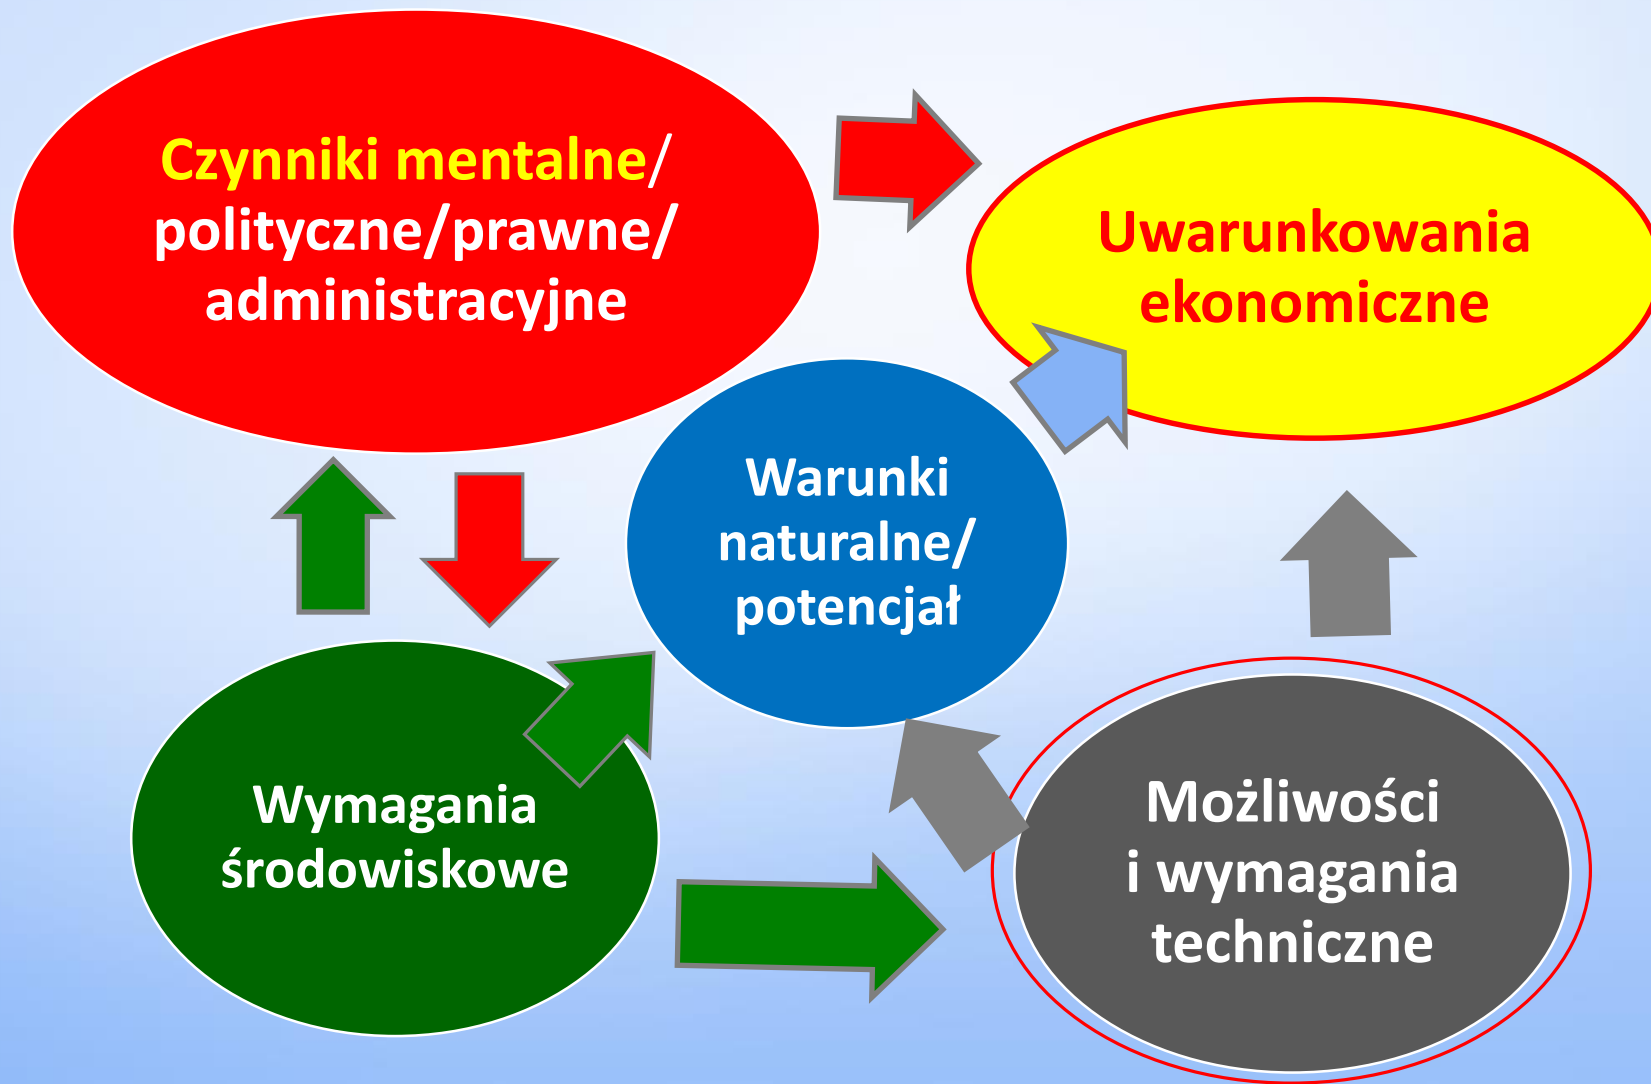 Czynniki mentalne/
polityczne/prawne/
administracyjne
Uwarunkowania
ekonomiczne
Warunki
naturalne/
potencjał
Wymagania
środowiskowe
Możliwości
i wymagania
techniczne